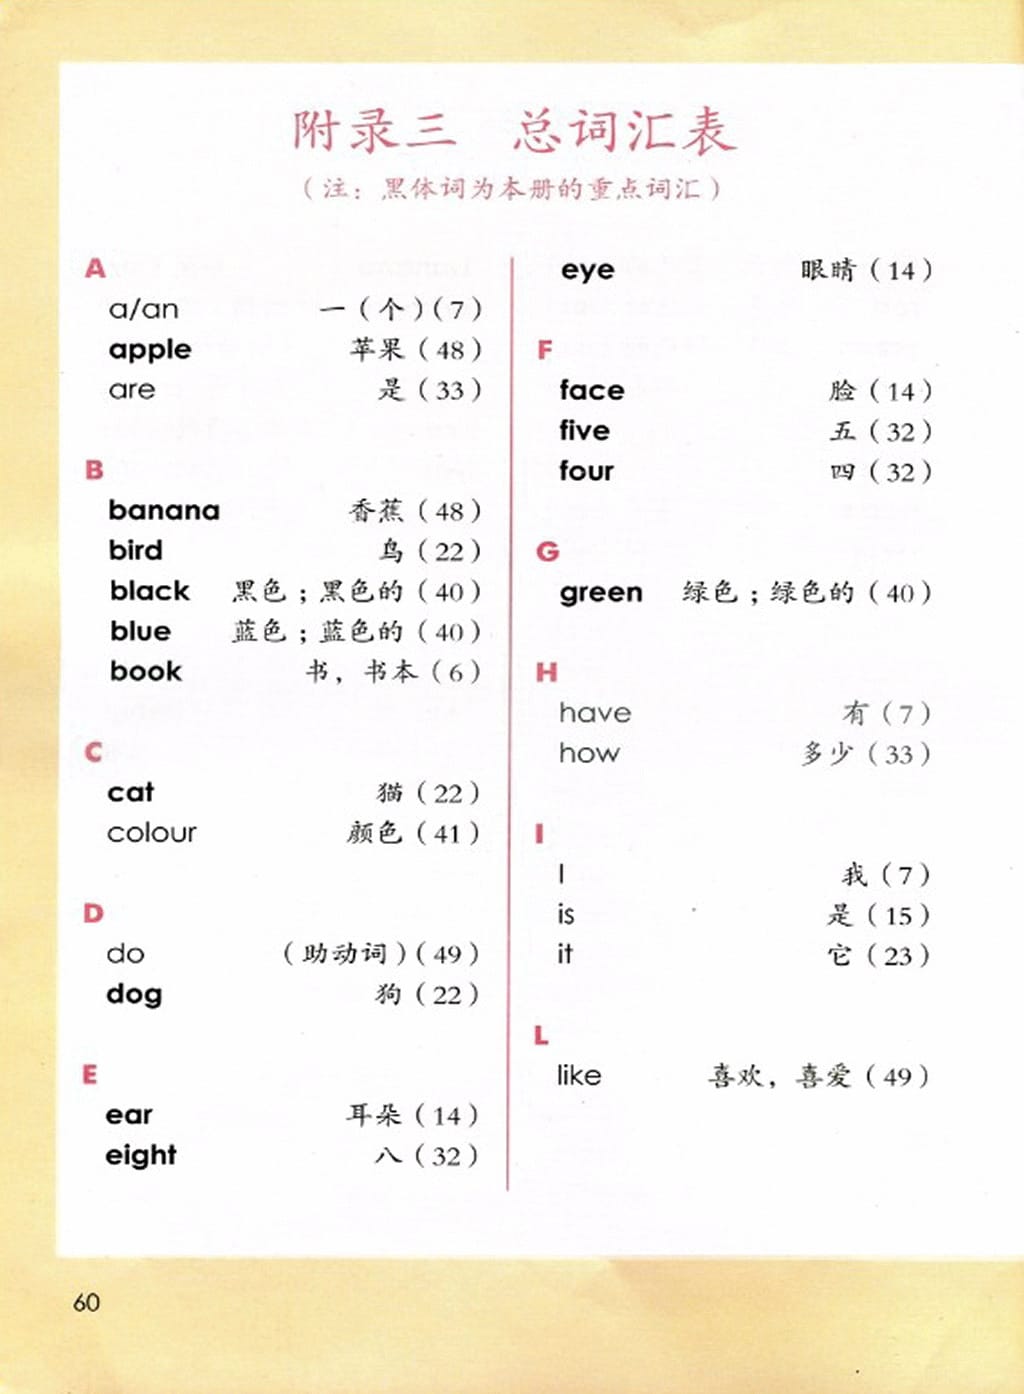 附录三 总词汇表
（注：黑体词为本册的重点词汇）
A
a/an 一（个）（7）
apple 苹果（48）
are 是（33）
B
banana 香蕉（48）
bird 鸟（22）
black 黑色；黑色的（40）
blue 蓝色；蓝色的（40）
book 书，书本（6）
C
cat 猫（22）
colour 颜色（41）
D
do （助动词）（49）
dog 狗（22）
E
ear 耳朵（14）
eight 八（32）
eye 眼睛（14）
F
face 脸（14）
five 五（32）
four 四（32）
G
green 绿色；绿色的（40）
H
have 有（7）
how 多少（33）
I
I 我（7）
is 是（15）
it 它（23）
L
like 喜欢，喜爱（49）
60